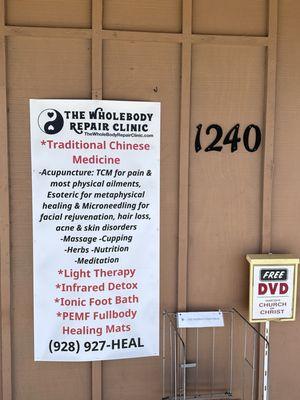 THE WHOLEBODY
REPAIR CLINIC
TheWholeBodyRepairClinic.com
*Traditional Chinese
Medicine
-Acupuncture: TCM for pain &
most physical ailments,
Esoteric for metaphysical
healing & Microneedling for
facial rejuvenation, hair loss,
acne & skin disorders
-Massage -Cupping
-Herbs -Nutrition
-Meditation
*Light Therapy
*Infrared Detox
*Ionic Foot Bath
*PEMF Fullbody
Healing Mats
(928) 927-HEAL
1240
FREE
DVD
CHURCH
OF
CHRIST